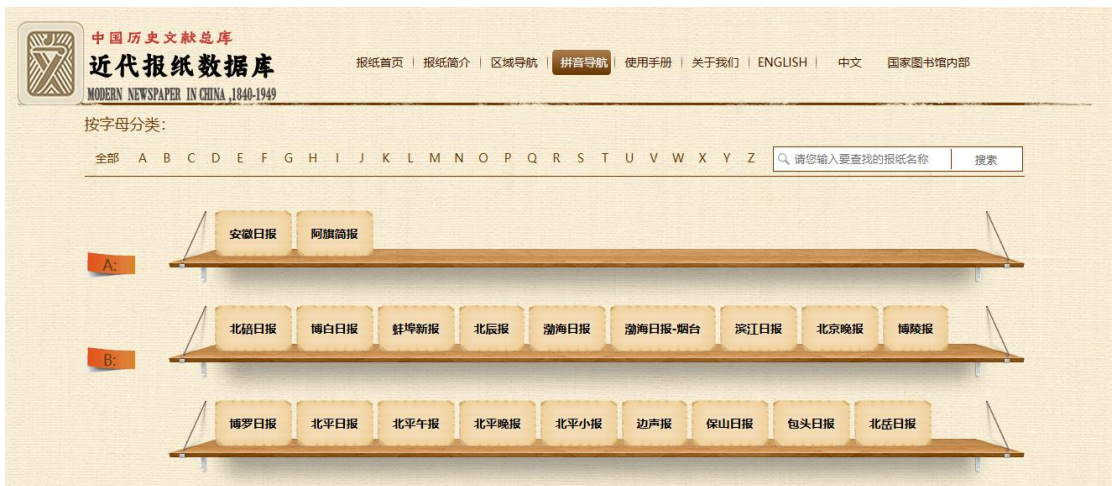 中国历史文献总库
近代报纸数据库
MODERN NEWSPAPER IN CHINA ,1840-1949
报纸首页 | 报纸简介 | 区域导航 | 拼音导航 | 使用手册 | 关于我们 | ENGLISH | 中文 国家图书馆内部
按字母分类：
全部 A B C D E F G H I J K L M N O P Q R S T U V W X Y Z 请您输入要查找的报纸名称 搜索
安徽日报 阿旗简报
A:
北碚日报 博白日报 蚌埠新报 北辰报 渤海日报 渤海日报-烟台 滨江日报 北京晚报 博陵报
B:
博罗日报 北平日报 北平午报 北平晚报 北平小报 边声报 保山日报 包头日报 北岳日报